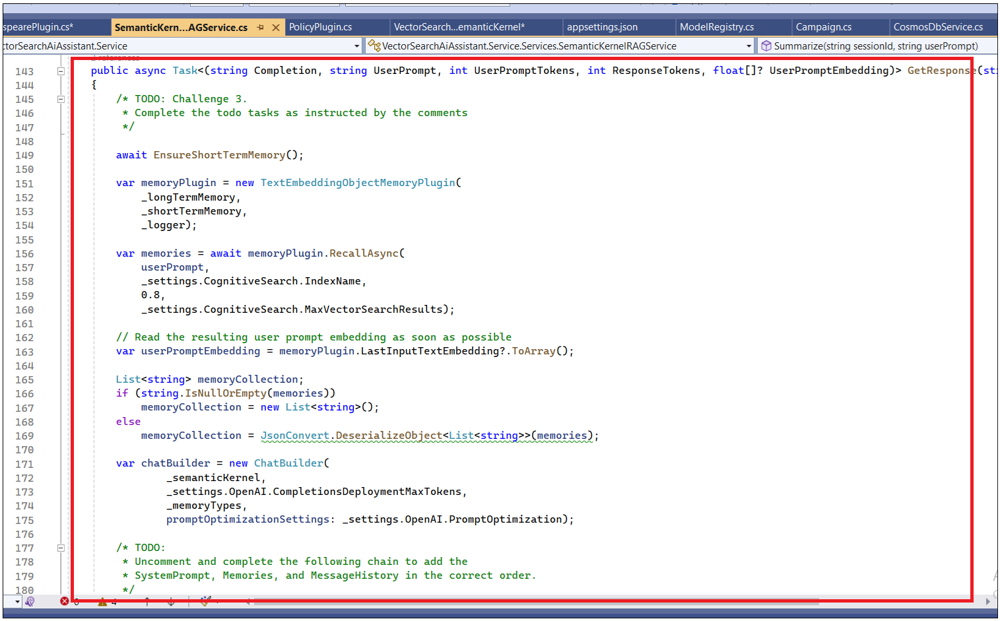 spearePlugin.cs*
SemanticKern...AGService.cs
PolicyPlugin.cs
VectorSearch...emanticKernel*
appsettings.json
ModelRegistry.cs
Campaign.cs
CosmosDbService.cs
ctorSearchAiAssistant.Service
VectorSearchAiAssistant.Service.Services.SemanticKernelRAGService
Summarize(string sessionId, string userPrompt)
143 public async Task<(string Completion, string UserPrompt, int UserPromptTokens, int ResponseTokens, float[]? UserPromptEmbedding)> GetResponse(stri
144 {
145 /* TODO: Challenge 3.
146 * Complete the todo tasks as instructed by the comments
147 */
148
149 await EnsureShortTermMemory();
150
151 var memoryPlugin = new TextEmbeddingObjectMemoryPlugin(
152 _longTermMemory,
153 _shortTermMemory,
154 _logger);
155
156 var memories = await memoryPlugin.RecallAsync(
157 userPrompt,
158 _settings.CognitiveSearch.IndexName,
159 0.8,
160 _settings.CognitiveSearch.MaxVectorSearchResults);
161
162 // Read the resulting user prompt embedding as soon as possible
163 var userPromptEmbedding = memoryPlugin.LastInputTextEmbedding?.ToArray();
164
165 List<string> memoryCollection;
166 if (string.IsNullOrEmpty(memories))
167 memoryCollection = new List<string>();
168 else
169 memoryCollection = JsonConvert.DeserializeObject<List<string>>(memories);
170
171 var chatBuilder = new ChatBuilder(
172 _semanticKernel,
173 _settings.OpenAI.CompletionsDeploymentMaxTokens,
174 _memoryTypes,
175 promptOptimizationSettings: _settings.OpenAI.PromptOptimization);
176
177 /* TODO:
178 * Uncomment and complete the following chain to add the
179 * SystemPrompt, Memories, and MessageHistory in the correct order.
180 */